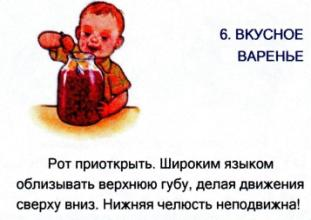 6. ВКУСНОЕ
ВАРЕНЬЕ
Рот приоткрыть. Широким языком
облизывать верхнюю губу, делая движения
сверху вниз. Нижняя челюсть неподвижна!